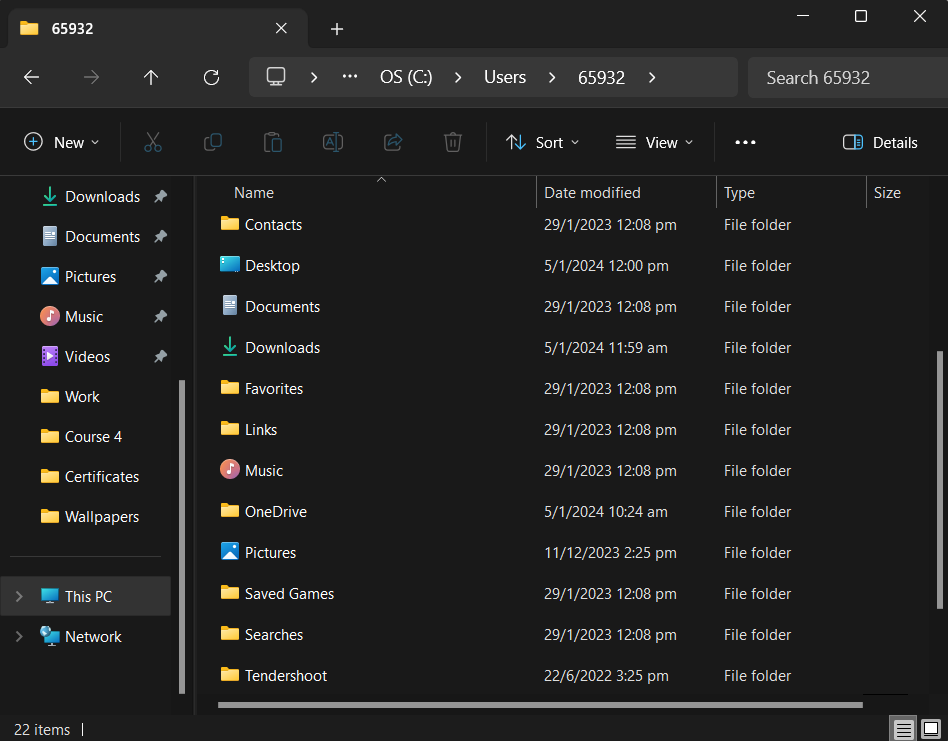 65932
OS (C:) Users 65932 Search 65932
New Sort View Details
Name Date modified Type Size
Downloads
Documents
Pictures
Music
Videos
Work
Course 4
Certificates
Wallpapers
This PC
Network
Contacts 29/1/2023 12:08 pm File folder
Desktop 5/1/2024 12:00 pm File folder
Documents 29/1/2023 12:08 pm File folder
Downloads 5/1/2024 11:59 am File folder
Favorites 29/1/2023 12:08 pm File folder
Links 29/1/2023 12:08 pm File folder
Music 29/1/2023 12:08 pm File folder
OneDrive 5/1/2024 10:24 am File folder
Pictures 11/12/2023 2:25 pm File folder
Saved Games 29/1/2023 12:08 pm File folder
Searches 29/1/2023 12:08 pm File folder
Tendershoot 22/6/2022 3:25 pm File folder
22 items